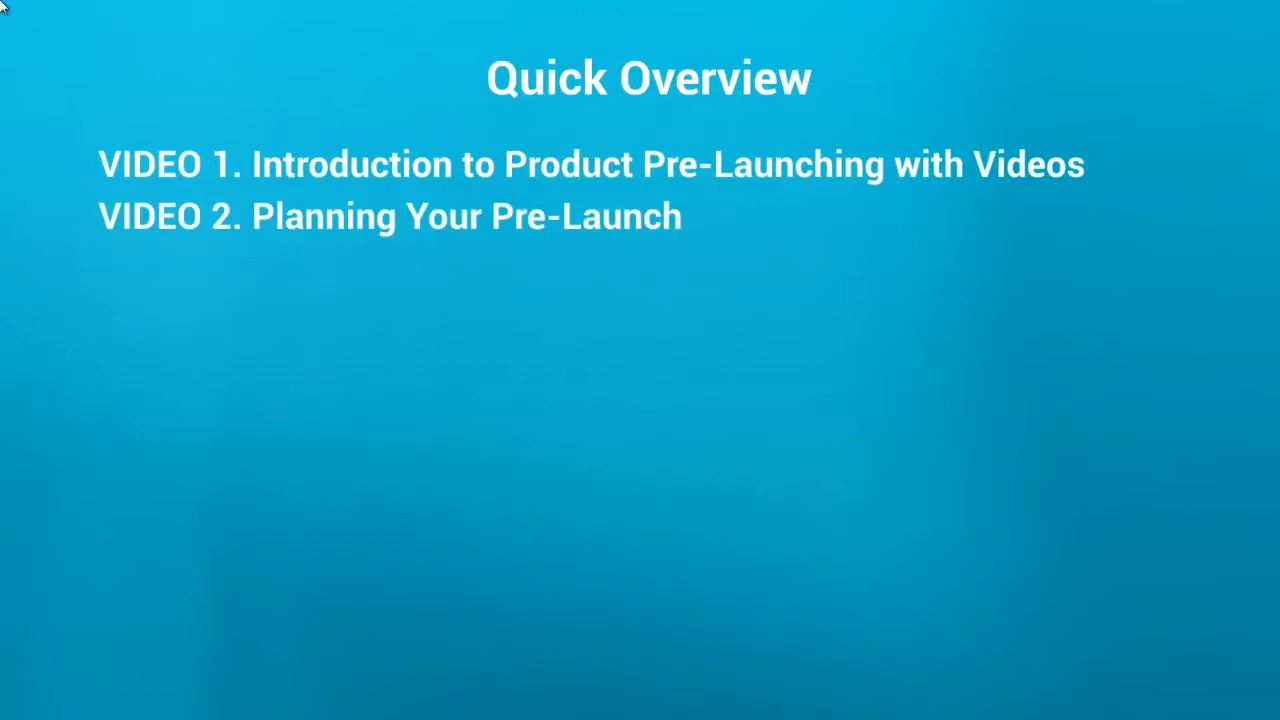 Quick Overview
VIDEO 1. Introduction to Product Pre-Launching with Videos
VIDEO 2. Planning Your Pre-Launch